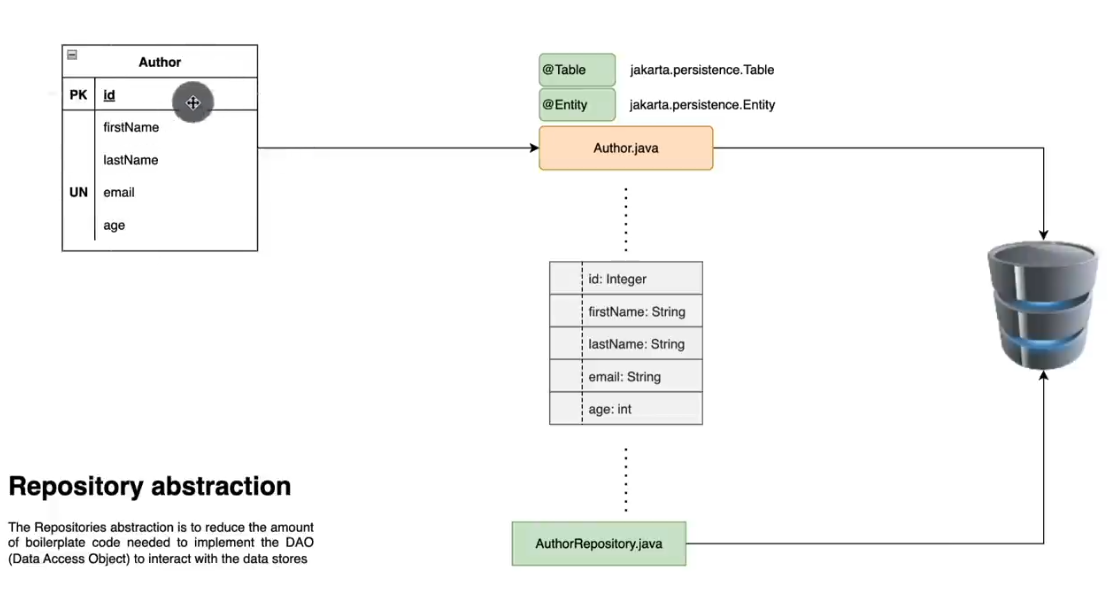 Author
PK id
firstName
lastName
UN email
age
@Table jakarta.persistence.Table
@Entity jakarta.persistence.Entity
Author.java
id: Integer
firstName: String
lastName: String
email: String
age: int
AuthorRepository.java
Repository abstraction
The Repositories abstraction is to reduce the amount
of boilerplate code needed to implement the DAO
(Data Access Object) to interact with the data stores